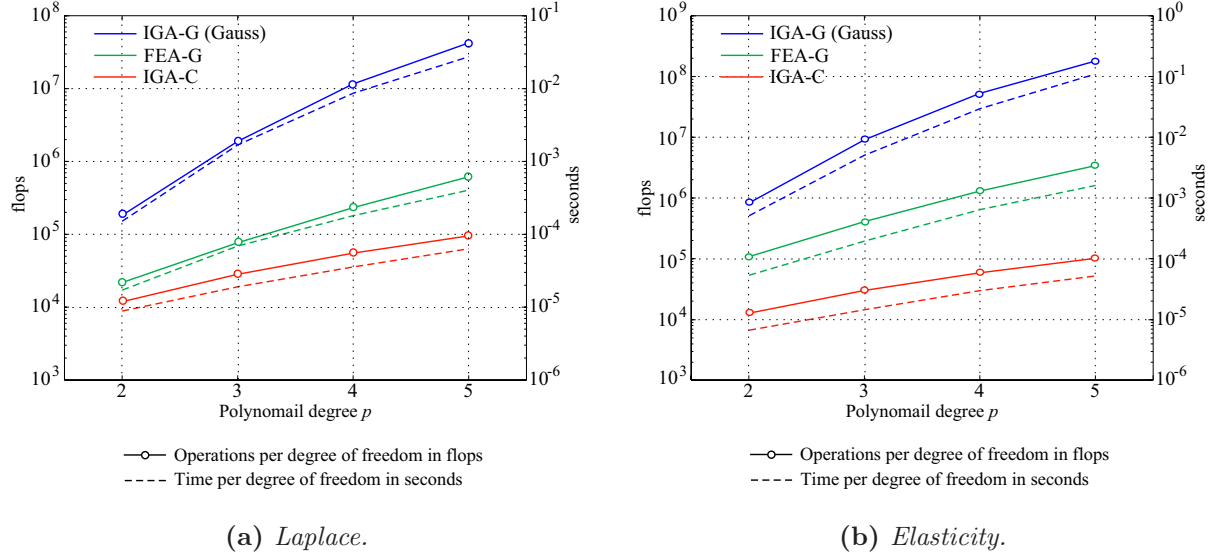 10^8
10^7
10^6
10^5
10^4
10^3
flops
IGA-G (Gauss)
FEA-G
IGA-C
10^-1
10^-2
10^-3
10^-4
10^-5
10^-6
seconds
2 3 4 5
Polynomail degree p
Operations per degree of freedom in flops
Time per degree of freedom in seconds
(a) Laplace.
10^9
10^8
10^7
10^6
10^5
10^4
10^3
flops
IGA-G (Gauss)
FEA-G
IGA-C
10^0
10^-1
10^-2
10^-3
10^-4
10^-5
10^-6
seconds
2 3 4 5
Polynomail degree p
Operations per degree of freedom in flops
Time per degree of freedom in seconds
(b) Elasticity.